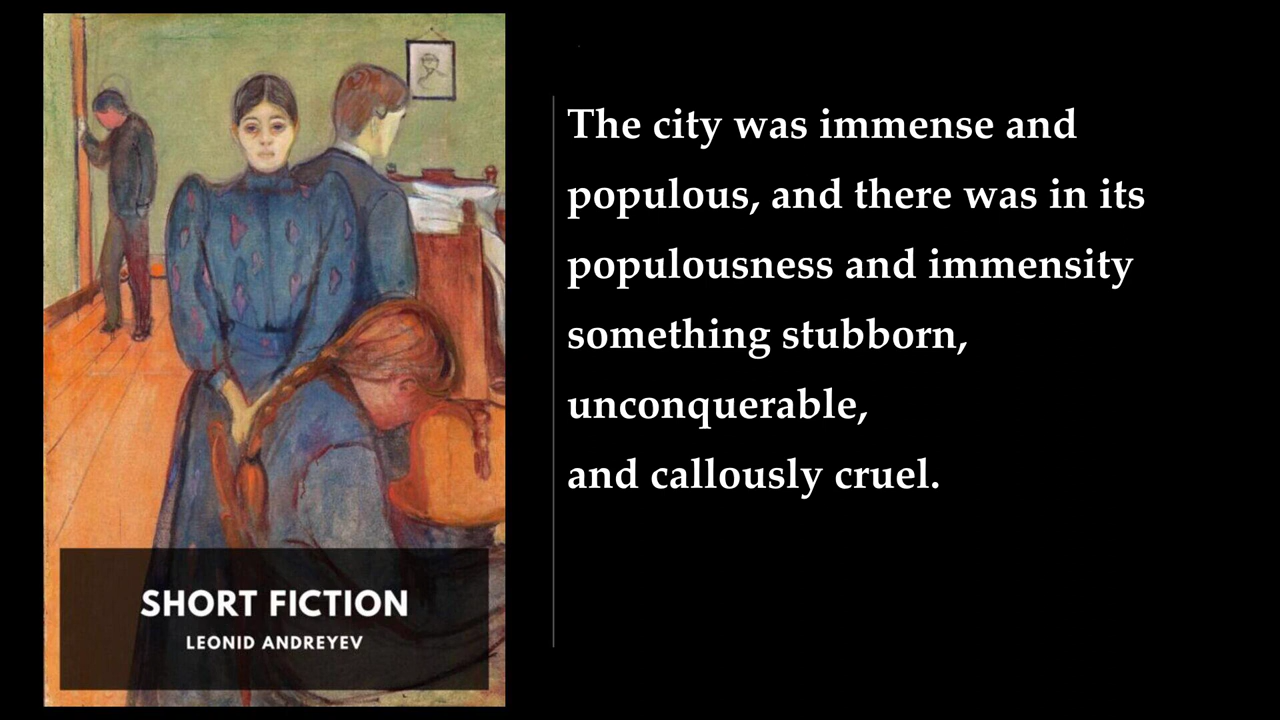 SHORT FICTION
LEONID ANDREYEV
The city was immense and
populous, and there was in its
populousness and immensity
something stubborn,
unconquerable,
and callously cruel.